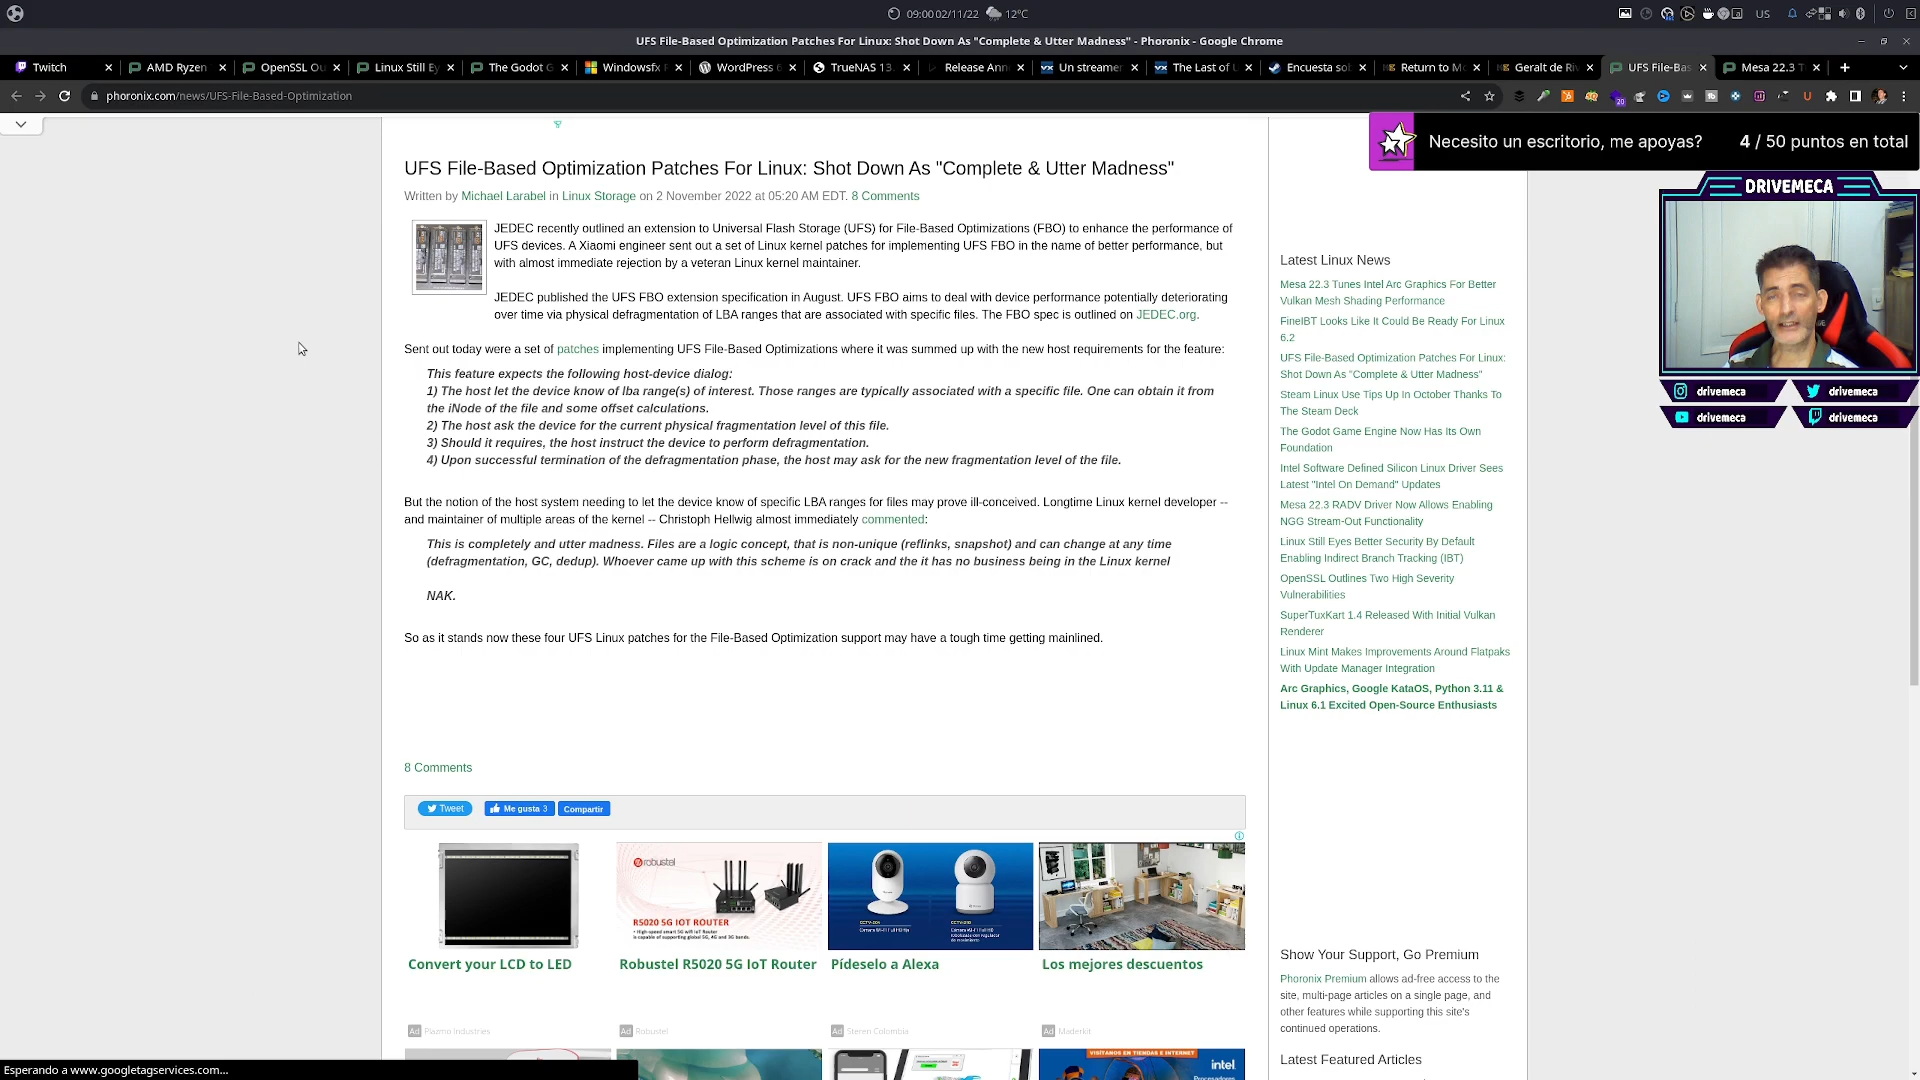 09:00 02/11/22 12°C
US
UFS File-Based Optimization Patches For Linux: Shot Down As "Complete & Utter Madness" - Phoronix - Google Chrome
Twitch
AMD Ryzen
OpenSSL Ou
Linux Still Ey
The Godot G
Windowsfx
WordPress 6
TrueNAS 13.
Release Ann
Un streamer
The Last of U
Encuesta so
Return to M
Geralt de Riv
UFS File-Bas
Mesa 22.3 T
phoronix.com/news/UFS-File-Based-Optimization
20
Necesito un escritorio, me apoyas? 4 / 50 puntos en total
DRIVEMECA
drivemeca drivemeca
drivemeca drivemeca
UFS File-Based Optimization Patches For Linux: Shot Down As "Complete & Utter Madness"
Written by Michael Larabel in Linux Storage on 2 November 2022 at 05:20 AM EDT. 8 Comments
JEDEC recently outlined an extension to Universal Flash Storage (UFS) for File-Based Optimizations (FBO) to enhance the performance of
UFS devices. A Xiaomi engineer sent out a set of Linux kernel patches for implementing UFS FBO in the name of better performance, but
with almost immediate rejection by a veteran Linux kernel maintainer.
JEDEC published the UFS FBO extension specification in August. UFS FBO aims to deal with device performance potentially deteriorating
over time via physical defragmentation of LBA ranges that are associated with specific files. The FBO spec is outlined on JEDEC.org.
Sent out today were a set of patches implementing UFS File-Based Optimizations where it was summed up with the new host requirements for the feature:
This feature expects the following host-device dialog:
1) The host let the device know of lba range(s) of interest. Those ranges are typically associated with a specific file. One can obtain it from
the iNode of the file and some offset calculations.
2) The host ask the device for the current physical fragmentation level of this file.
3) Should it requires, the host instruct the device to perform defragmentation.
4) Upon successful termination of the defragmentation phase, the host may ask for the new fragmentation level of the file.
But the notion of the host system needing to let the device know of specific LBA ranges for files may prove ill-conceived. Longtime Linux kernel developer --
and maintainer of multiple areas of the kernel -- Christoph Hellwig almost immediately commented:
This is completely and utter madness. Files are a logic concept, that is non-unique (reflinks, snapshot) and can change at any time
(defragmentation, GC, dedup). Whoever came up with this scheme is on crack and the it has no business being in the Linux kernel
NAK.
So as it stands now these four UFS Linux patches for the File-Based Optimization support may have a tough time getting mainlined.
8 Comments
Tweet
Me gusta 3
Compartir
robustel
R5020 5G IOT ROUTER
Convert your LCD to LED
Robustel R5020 5G IoT Router
Pídeselo a Alexa
Los mejores descuentos
Ad Plazmo Industries
Ad Robustel
Ad Steren Colombia
Ad Maderkit
VISÍTANOS EN TIENDAS E INTERNET
intel
Procesadores
Latest Linux News
Mesa 22.3 Tunes Intel Arc Graphics For Better
Vulkan Mesh Shading Performance
FineIBT Looks Like It Could Be Ready For Linux
6.2
UFS File-Based Optimization Patches For Linux:
Shot Down As "Complete & Utter Madness"
Steam Linux Use Tips Up In October Thanks To
The Steam Deck
The Godot Game Engine Now Has Its Own
Foundation
Intel Software Defined Silicon Linux Driver Sees
Latest "Intel On Demand" Updates
Mesa 22.3 RADV Driver Now Allows Enabling
NGG Stream-Out Functionality
Linux Still Eyes Better Security By Default
Enabling Indirect Branch Tracking (IBT)
OpenSSL Outlines Two High Severity
Vulnerabilities
SuperTuxKart 1.4 Released With Initial Vulkan
Renderer
Linux Mint Makes Improvements Around Flatpaks
With Update Manager Integration
Arc Graphics, Google KataOS, Python 3.11 &
Linux 6.1 Excited Open-Source Enthusiasts
Show Your Support, Go Premium
Phoronix Premium allows ad-free access to the
site, multi-page articles on a single page, and
other features while supporting this site's
continued operations.
Latest Featured Articles
Esperando a www.googletagservices.com...